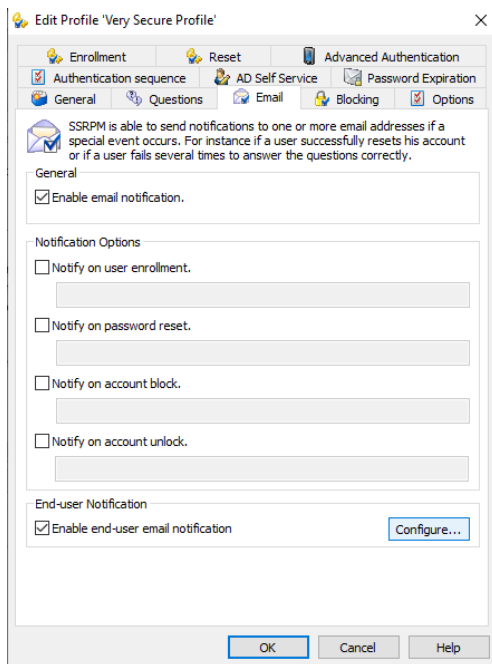 Edit Profile 'Very Secure Profile'
Enrollment
Reset
Advanced Authentication
Authentication sequence
AD Self Service
Password Expiration
General
Questions
Email
Blocking
Options
SSRPM is able to send notifications to one or more email addresses if a
special event occurs. For instance if a user successfully resets his account
or if a user fails several times to answer the questions correctly.
General
Enable email notification.
Notification Options
Notify on user enrollment.
Notify on password reset.
Notify on account block.
Notify on account unlock.
End-user Notification
Enable end-user email notification
Configure...
OK
Cancel
Help